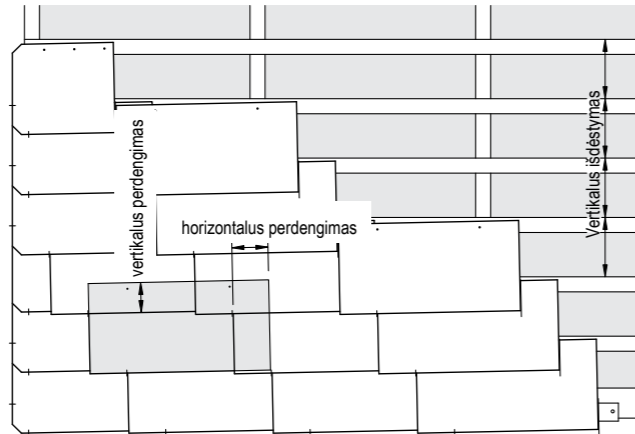 vertikalus perdengimas
horizontalus perdengimas
Vertikalus išdėstymas